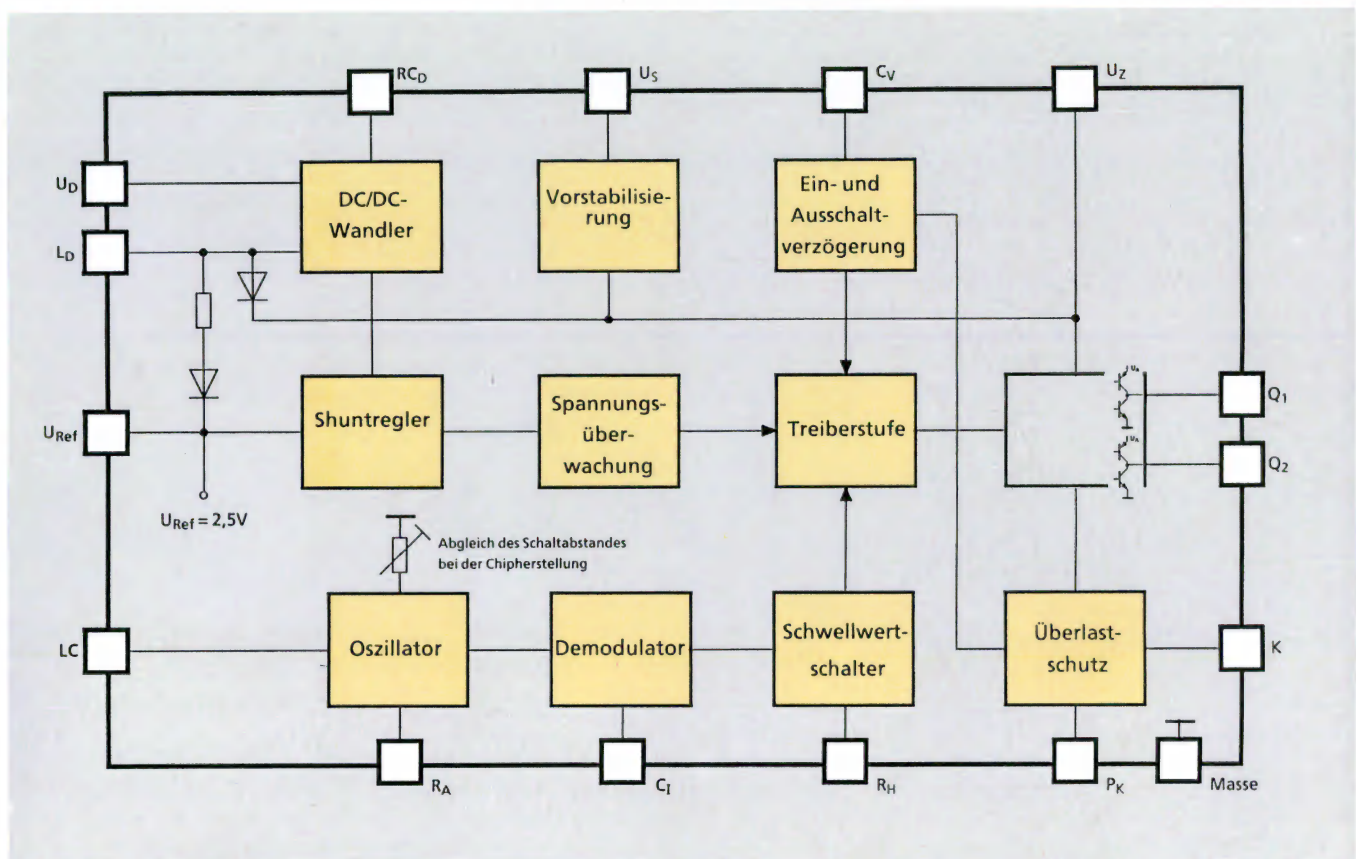 RC_D
U_S
C_V
U_Z
U_D
DC/DC-
Wandler
Vorstabilisie-
rung
Ein- und
Ausschalt-
verzögerung
L_D
U_Ref
Shuntregler
Spannungs-
über-
wachung
Treiberstufe
Q_1
Q_2
U_Ref = 2,5V
Abgleich des Schaltabstandes
bei der Chipherstellung
LC
Oszillator
Demodulator
Schwellwert-
schalter
Überlast-
schutz
K
R_A
C_I
R_H
P_K
Masse